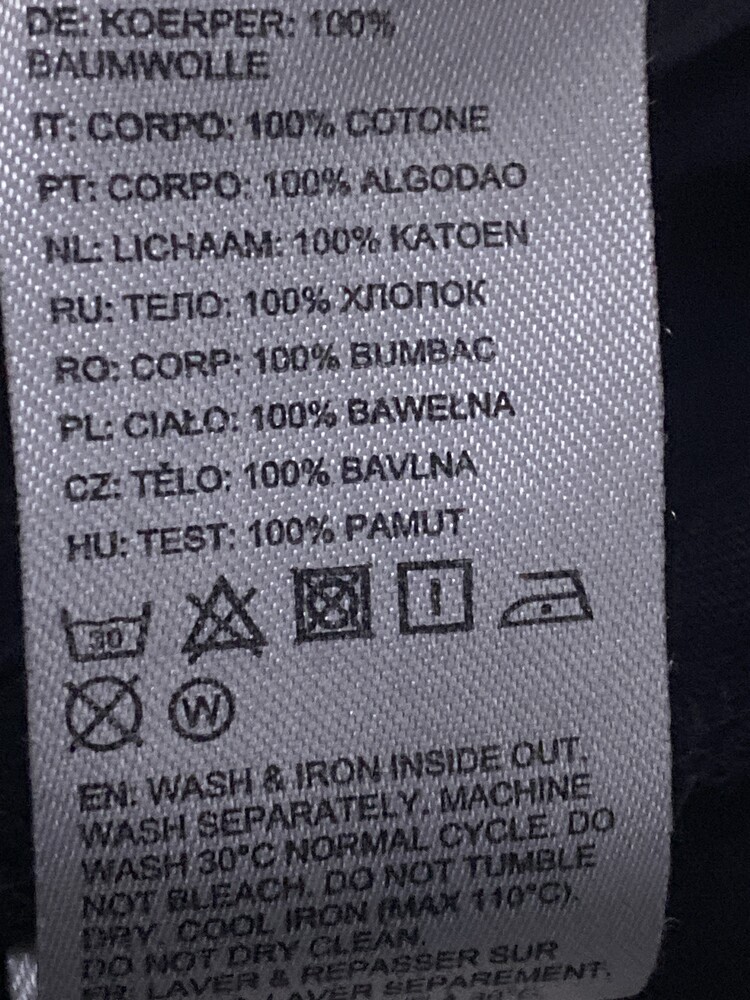 DE: KOERPER: 100%
BAUMWOLLE
IT: CORPO: 100% COTONE
PT: CORPO: 100% ALGODAO
NL: LICHAAM: 100% KATOEN
RU: ТЕЛО: 100% ХЛОПОК
RO: CORP: 100% BUMBAC
PL: CIAŁO: 100% BAWEŁNA
CZ: TĚLO: 100% BAVLNA
HU: TEST: 100% PAMUT
30
W
EN: WASH & IRON INSIDE OUT.
WASH SEPARATELY. MACHINE
WASH 30°C NORMAL CYCLE. DO
NOT BLEACH. DO NOT TUMBLE
DRY. COOL IRON (MAX 110°C).
DO NOT DRY CLEAN.
FR: LAVER & REPASSER SUR
LAVER SEPAREMENT.